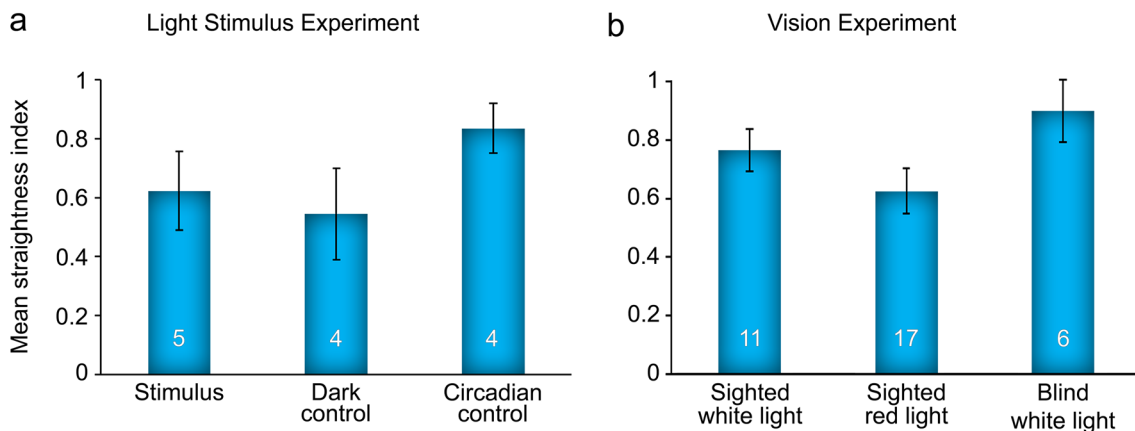 a
Light Stimulus Experiment
Mean straightness index
1
0.8
0.6
0.4
0.2
0
5
4
4
Stimulus
Dark
control
Circadian
control
b
Vision Experiment
1
0.8
0.6
0.4
0.2
0
11
17
6
Sighted
white light
Sighted
red light
Blind
white light